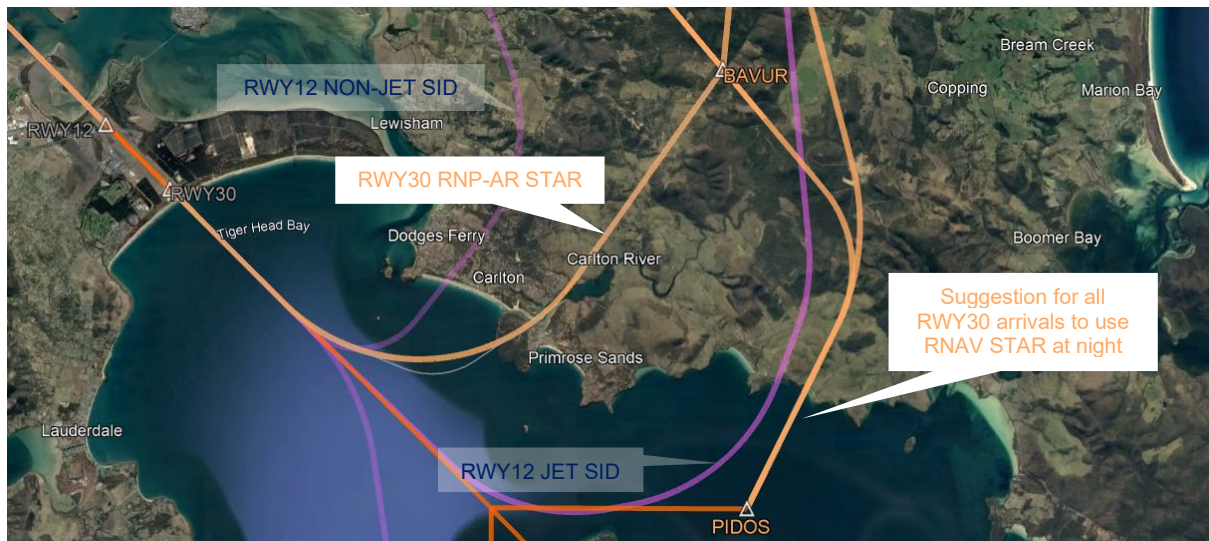 Bream Creek
BAVUR
RWY12 NON-JET SID
Copping
Marion Bay
RWY12
Lewisham
RWY30 RNP-AR STAR
RWY30
Tiger Head Bay
Dodges Ferry
Boomer Bay
Carlton River
Carlton
Suggestion for all
RWY30 arrivals to use
RNAV STAR at night
Primrose Sands
Lauderdale
RWY12 JET SID
PIDOS